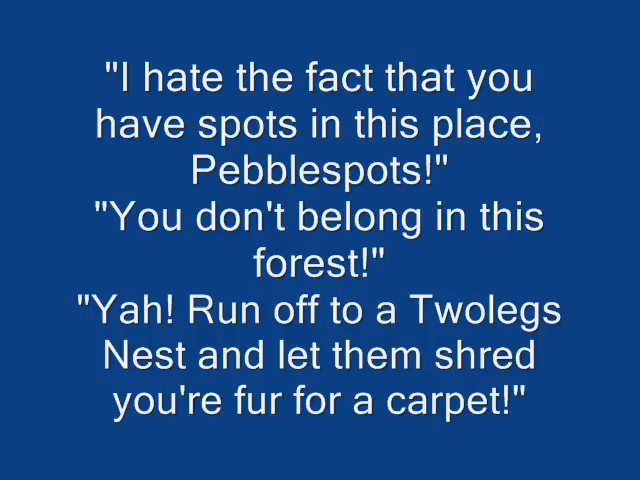 "I hate the fact that you
have spots in this place,
Pebblespots!"
"You don't belong in this
forest!"
"Yah! Run off to a Twolegs
Nest and let them shred
you're fur for a carpet!"